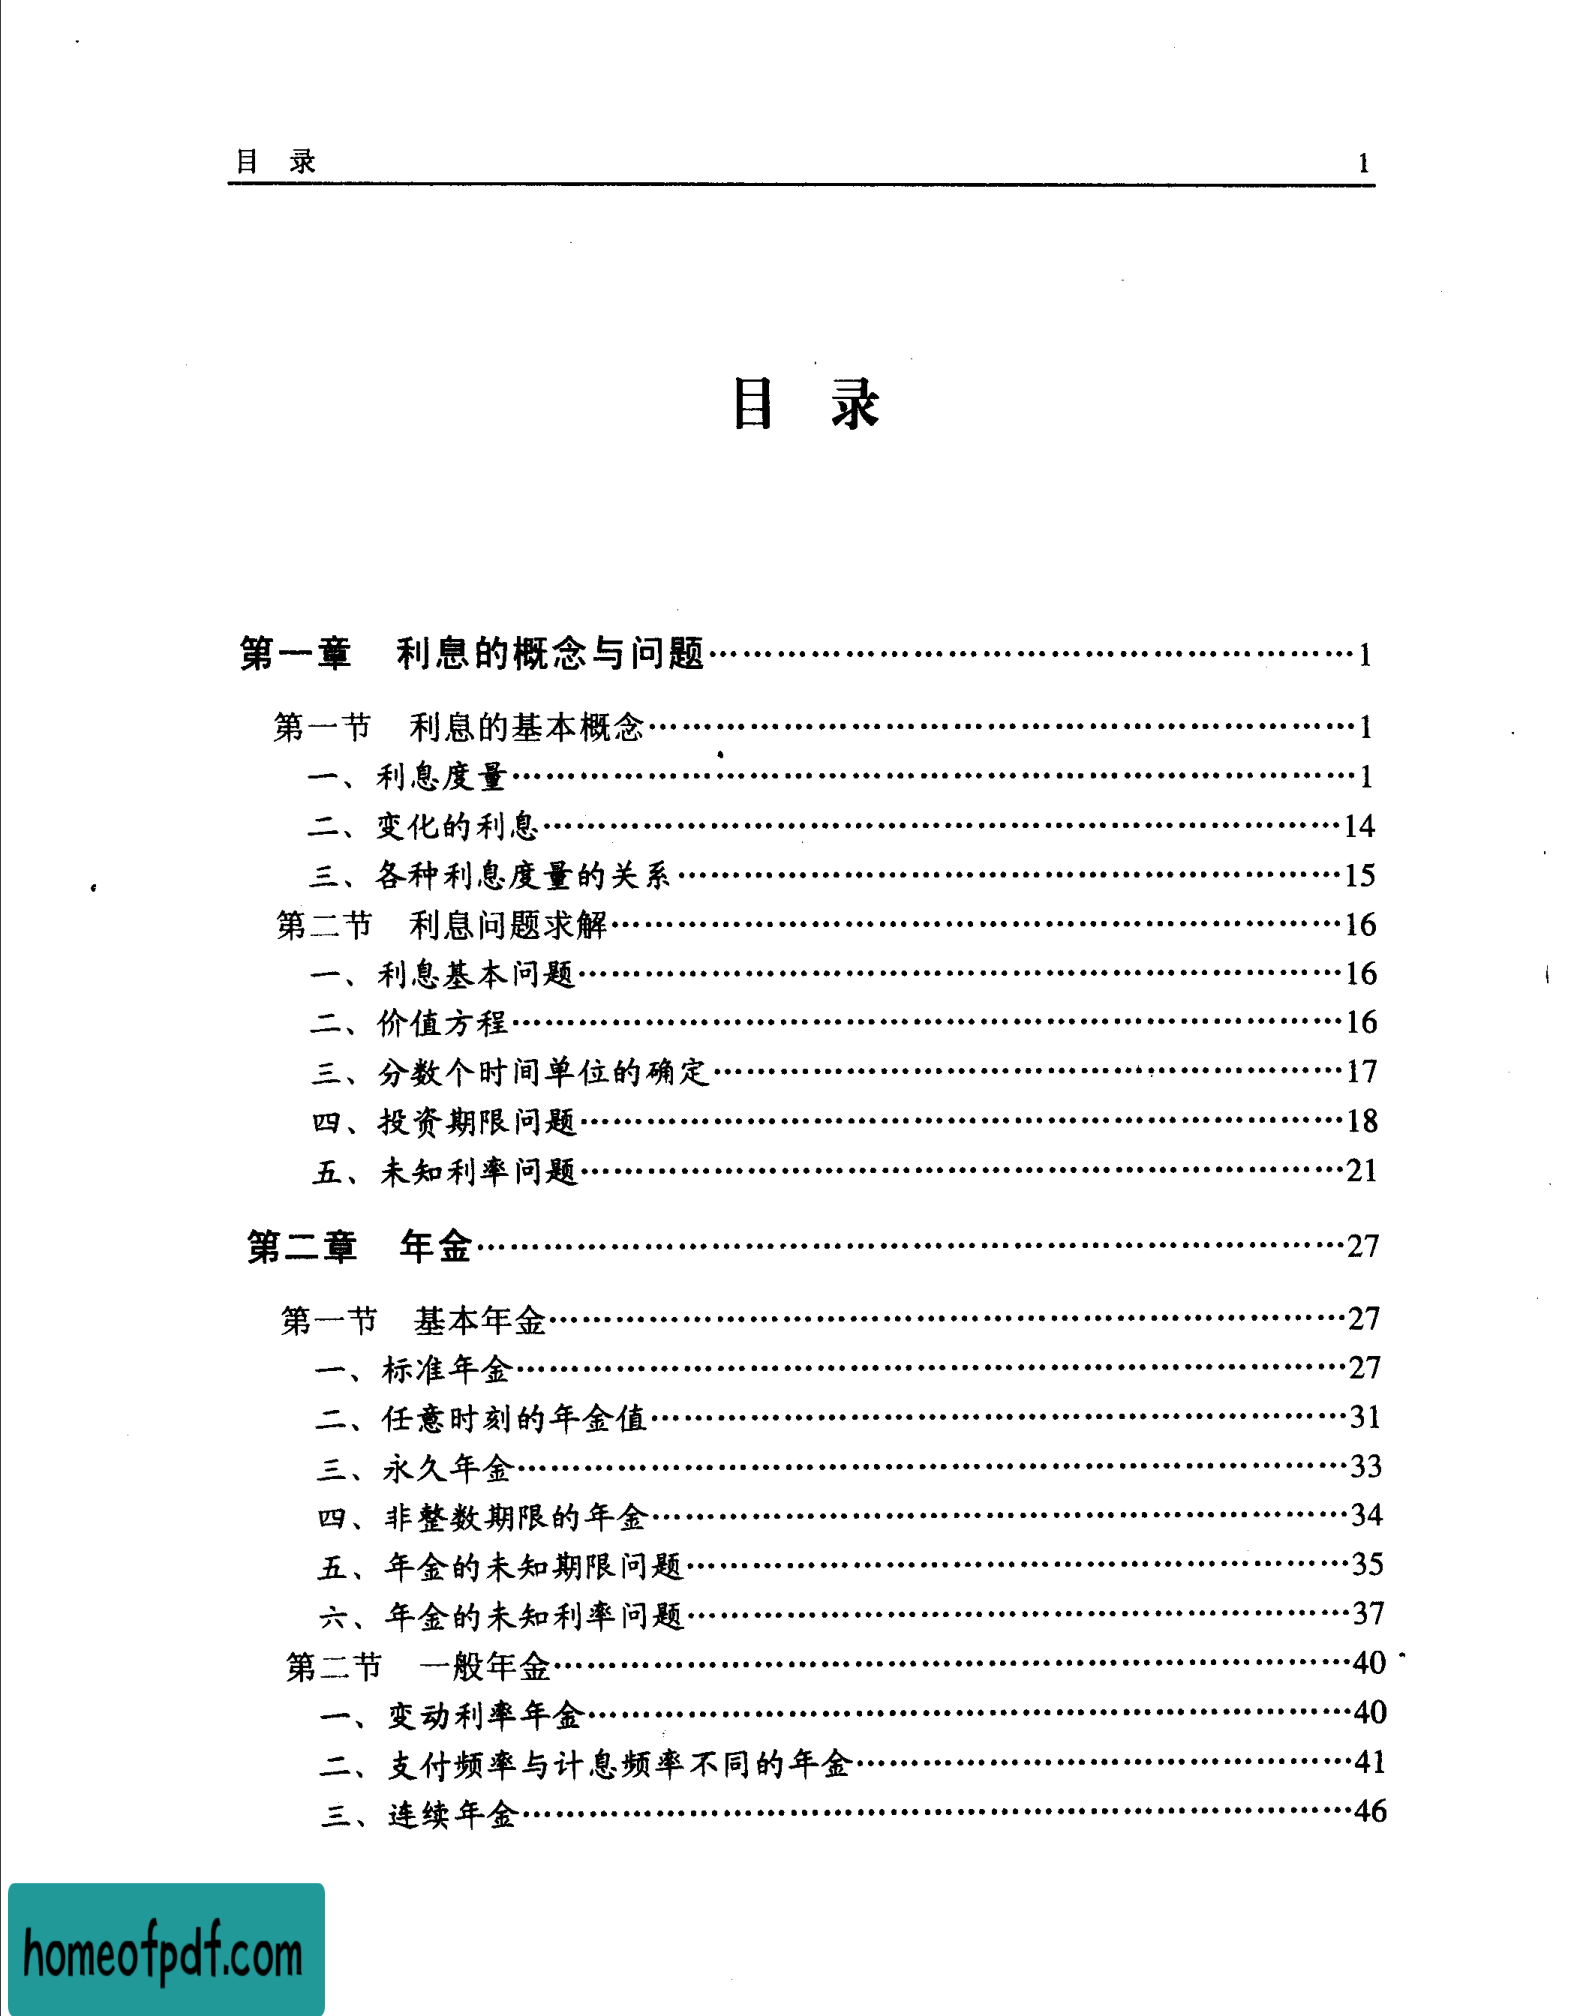 目 录 1
目 录
第一章 利息的概念与问题……1
第一节 利息的基本概念……1
一、利息度量……1
二、变化的利息……14
三、各种利息度量的关系……15
第二节 利息问题求解……16
一、利息基本问题……16
二、价值方程……16
三、分数个时间单位的确定……17
四、投资期限问题……18
五、未知利率问题……21
第二章 年金……27
第一节 基本年金……27
一、标准年金……27
二、任意时刻的年金值……31
三、永久年金……33
四、非整数期限的年金……34
五、年金的未知期限问题……35
六、年金的未知利率问题……37
第二节 一般年金……40
一、变动利率年金……40
二、支付频率与计息频率不同的年金……41
三、连续年金……46
homeofpdf.com